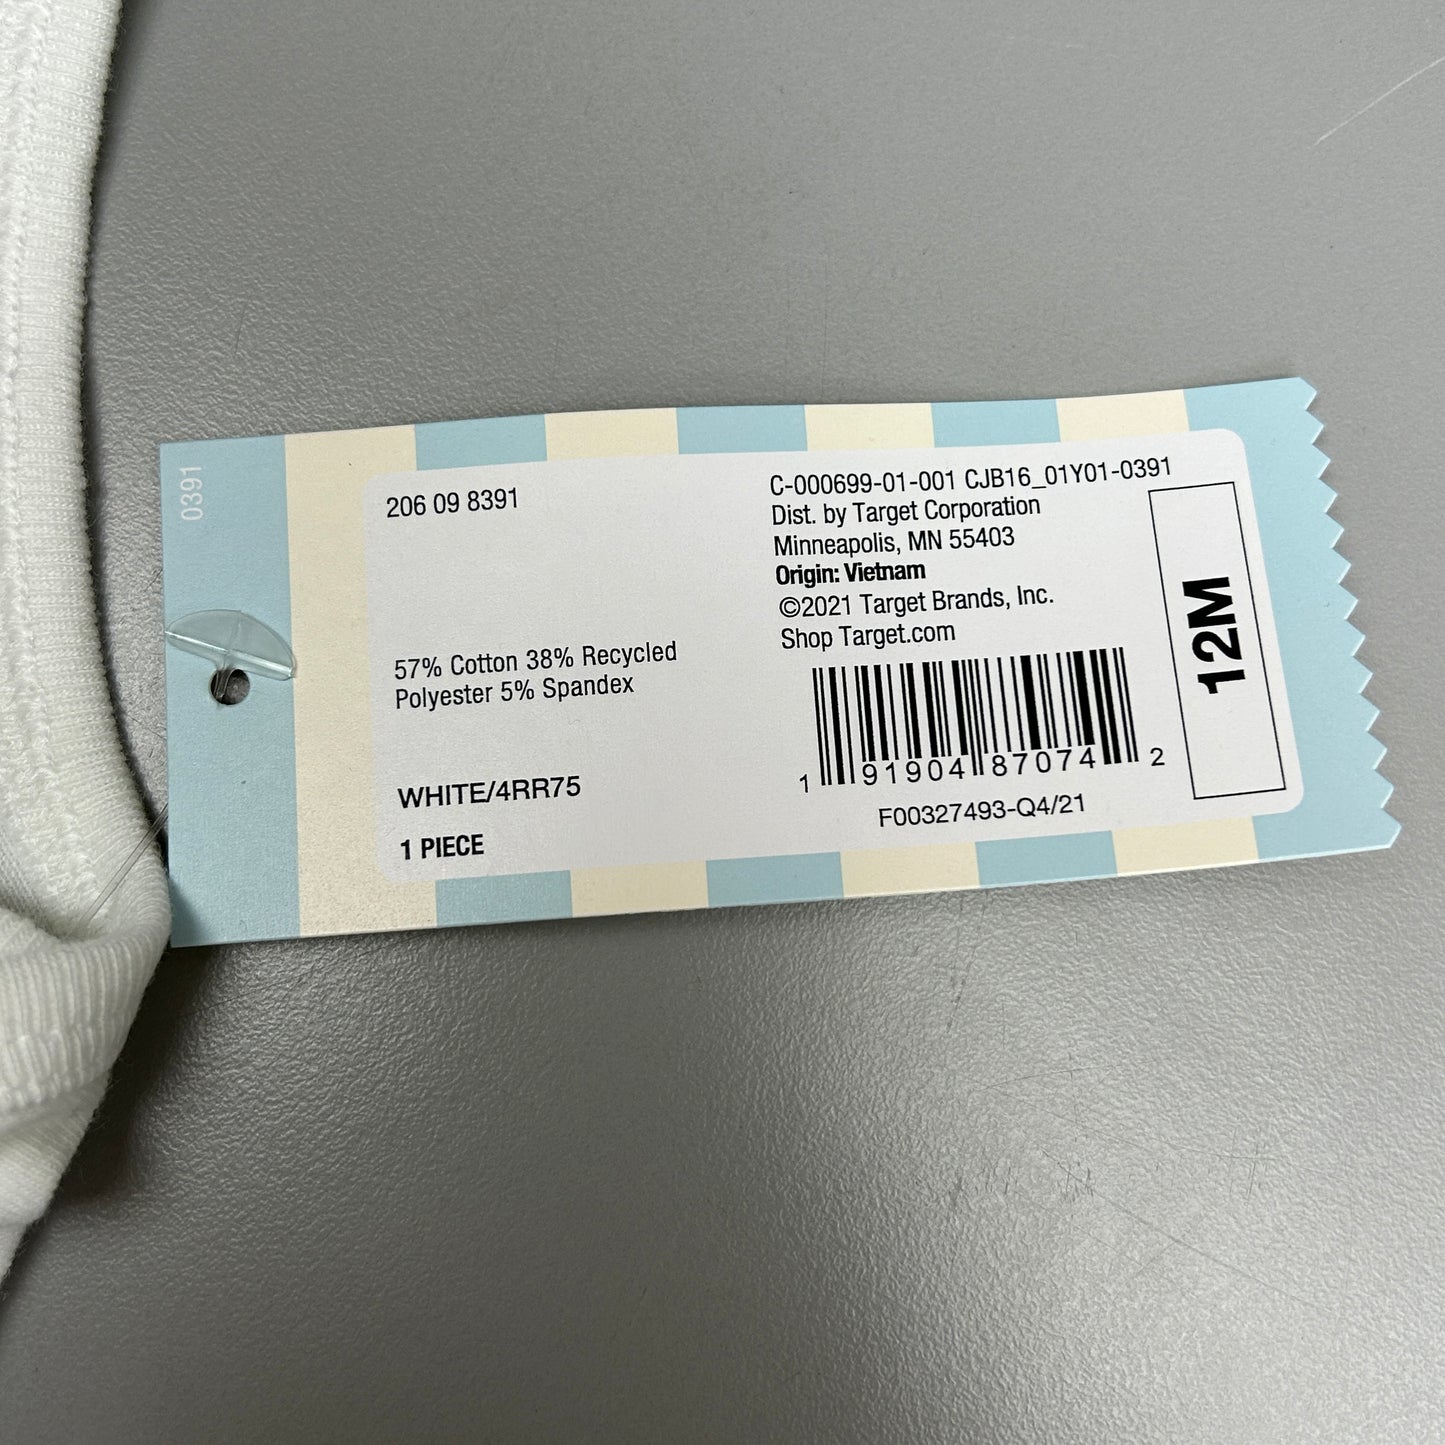 0391
206 09 8391
57% Cotton 38% Recycled
Polyester 5% Spandex
WHITE/4RR75
1 PIECE
C-000699-01-001 CJB16_01Y01-0391
Dist. by Target Corporation
Minneapolis, MN 55403
Origin: Vietnam
©2021 Target Brands, Inc.
Shop Target.com
1 91904 87074 2
F00327493-Q4/21
12M